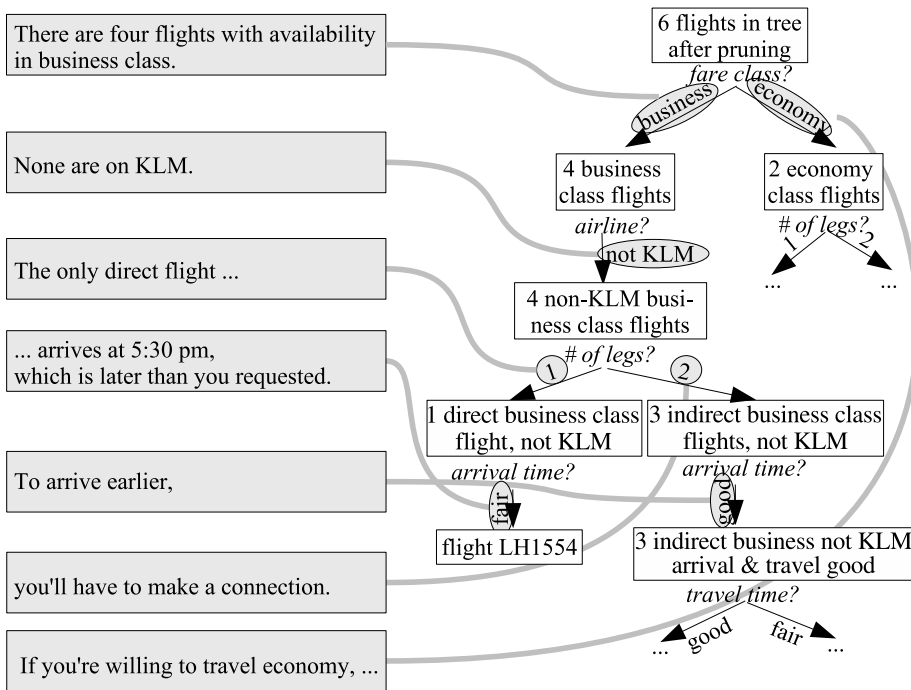 There are four flights with availability
in business class.
None are on KLM.
The only direct flight ...
... arrives at 5:30 pm,
which is later than you requested.
To arrive earlier,
you'll have to make a connection.
If you're willing to travel economy, ...
6 flights in tree
after pruning
fare class?
business
economy
4 business
class flights
2 economy
class flights
airline?
# of legs?
not KLM
1
2
...
...
4 non-KLM busi-
ness class flights
# of legs?
1
2
1 direct business class
flight, not KLM
3 indirect business class
flights, not KLM
arrival time?
arrival time?
fair
good
flight LH1554
3 indirect business not KLM
arrival & travel good
travel time?
good
fair
...
...